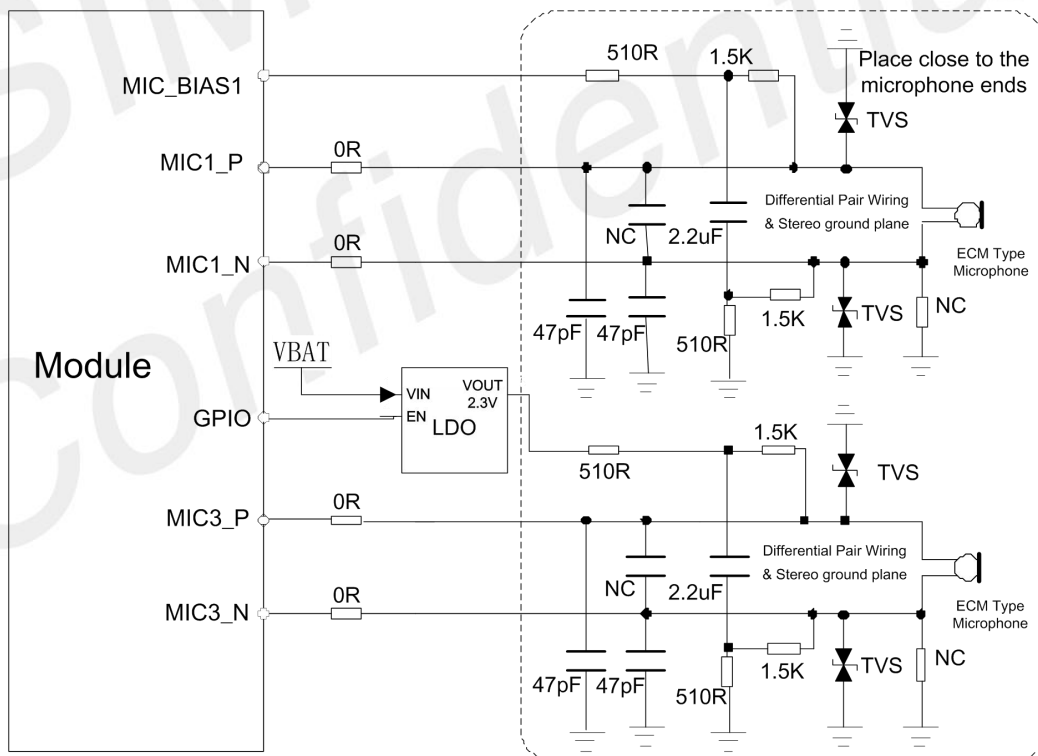 SIM
Confidential
510R
1.5K
Place close to the
microphone ends
MIC_BIAS1
TVS
0R
MIC1_P
Differential Pair Wiring
& Stereo ground plane
NC
2.2uF
0R
MIC1_N
ECM Type
Microphone
TVS
NC
1.5K
47pF
47pF
510R
Module
VBAT
VIN
VOUT
2.3V
EN
LDO
GPIO
1.5K
510R
TVS
0R
MIC3_P
Differential Pair Wiring
& Stereo ground plane
NC
2.2uF
0R
MIC3_N
ECM Type
Microphone
TVS
NC
1.5K
47pF
47pF
510R